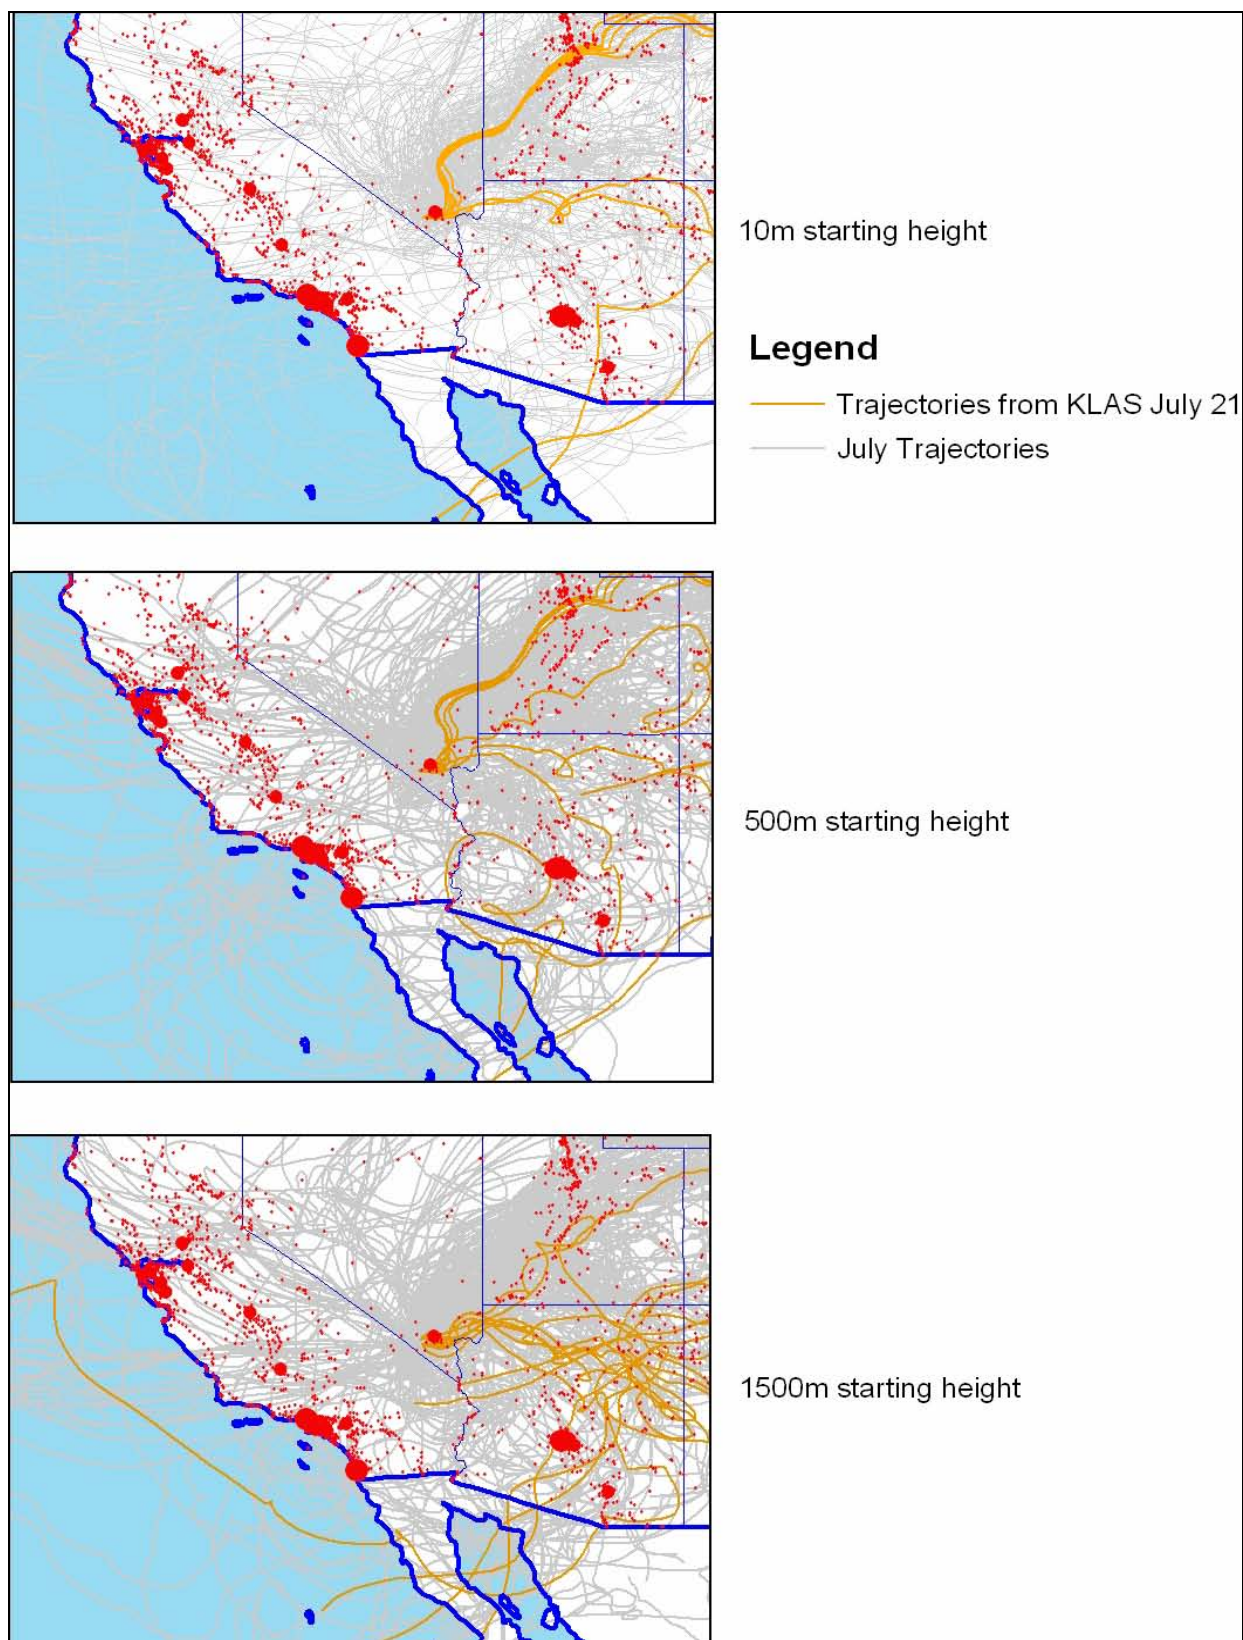 10m starting height
Legend
Trajectories from KLAS July 21
July Trajectories
500m starting height
1500m starting height